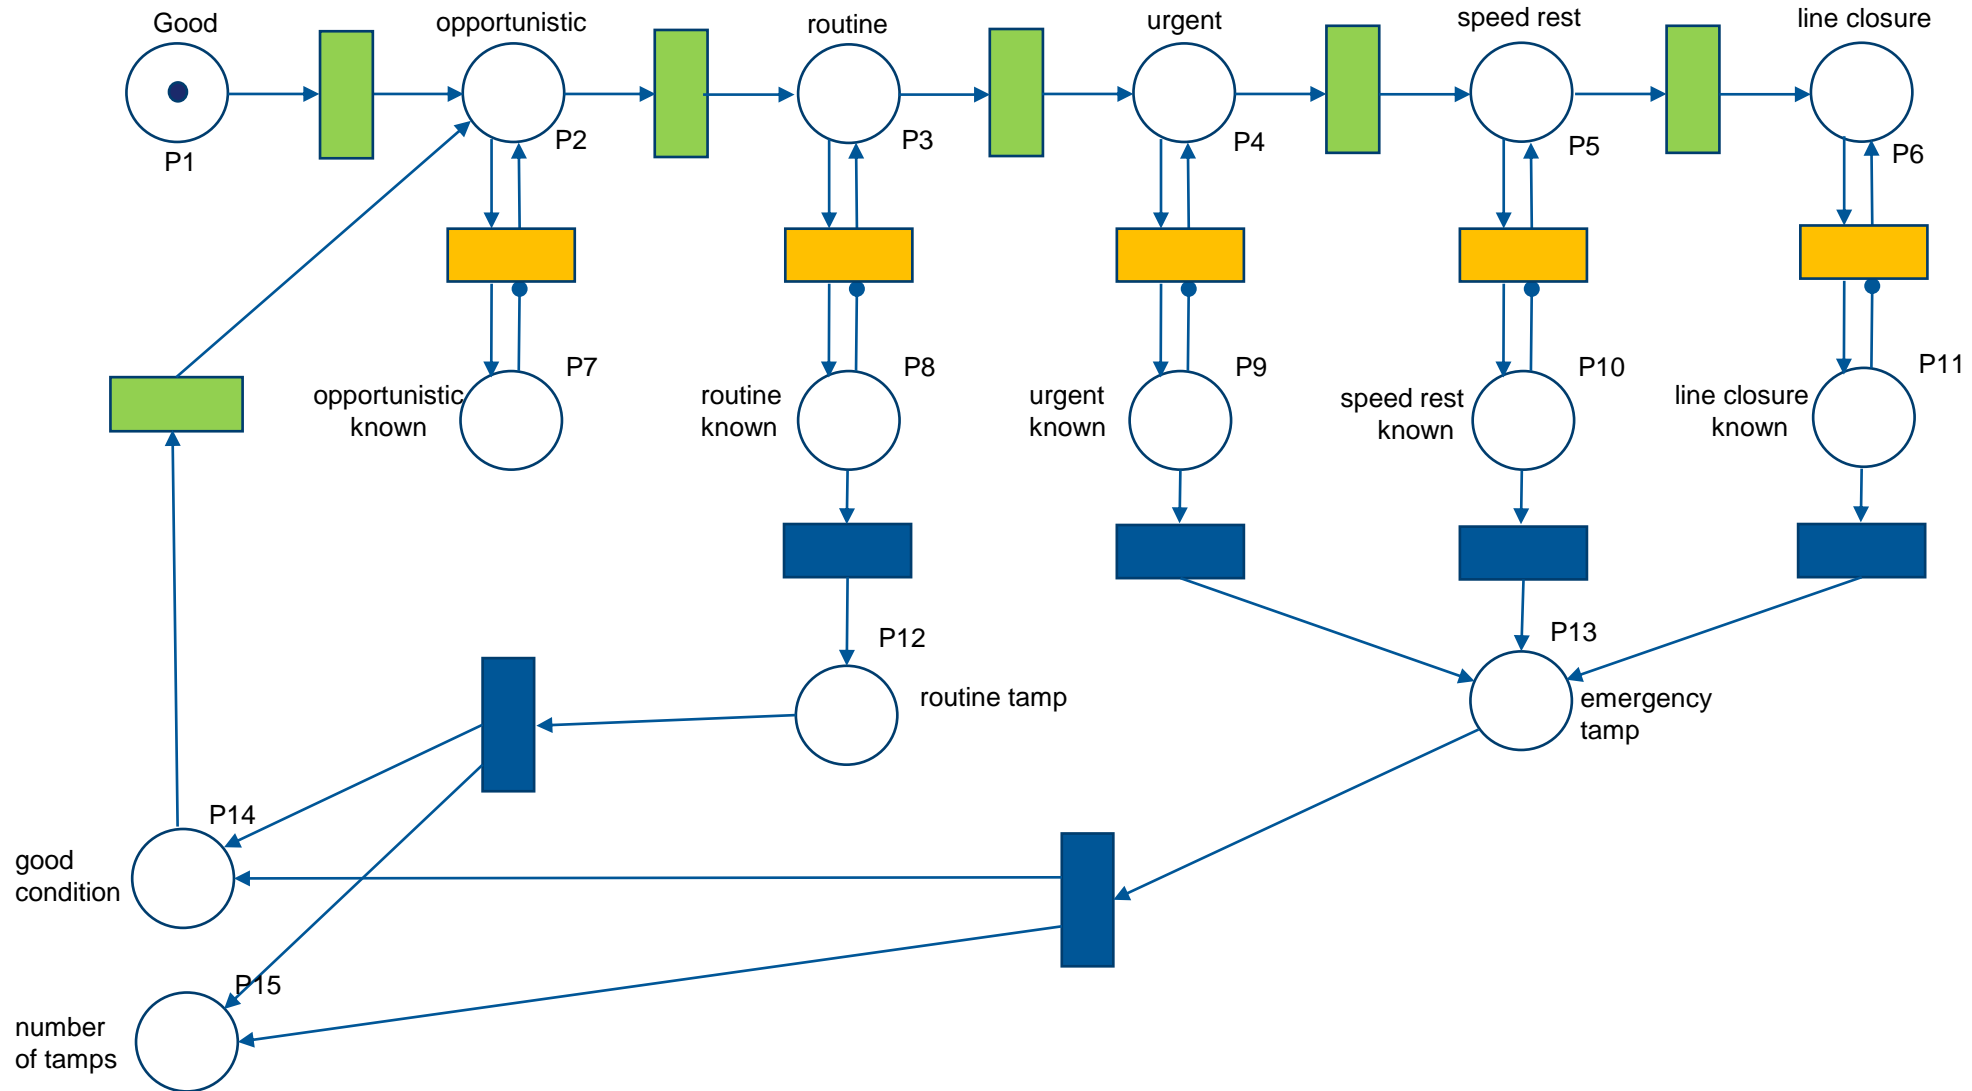 Good
opportunistic
routine
urgent
speed rest
line closure
P1
P2
P3
P4
P5
P6
P7
P8
P9
P10
P11
opportunistic
known
routine
known
urgent
known
speed rest
known
line closure
known
P12
P13
routine tamp
emergency
tamp
P14
good
condition
P15
number
of tamps